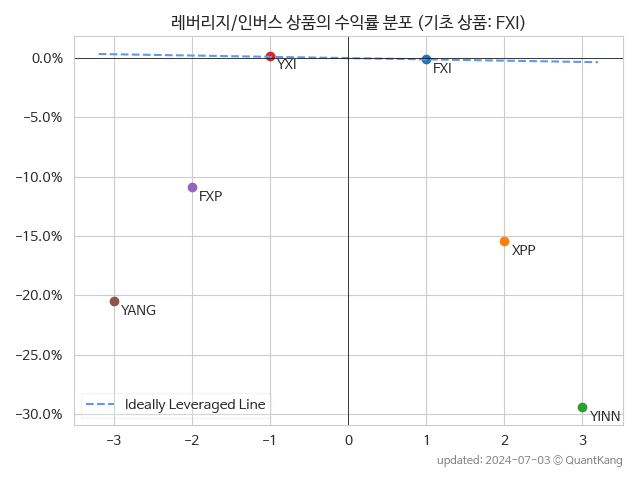 레버리지/인버스 상품의 수익률 분포 (기초 상품: FXI)
0.0%
YXI
FXI
-5.0%
-10.0%
FXP
-15.0%
XPP
-20.0%
YANG
-25.0%
Ideally Leveraged Line
-30.0%
YINN
-3 -2 -1 0 1 2 3
updated: 2024-07-03 © QuantKang